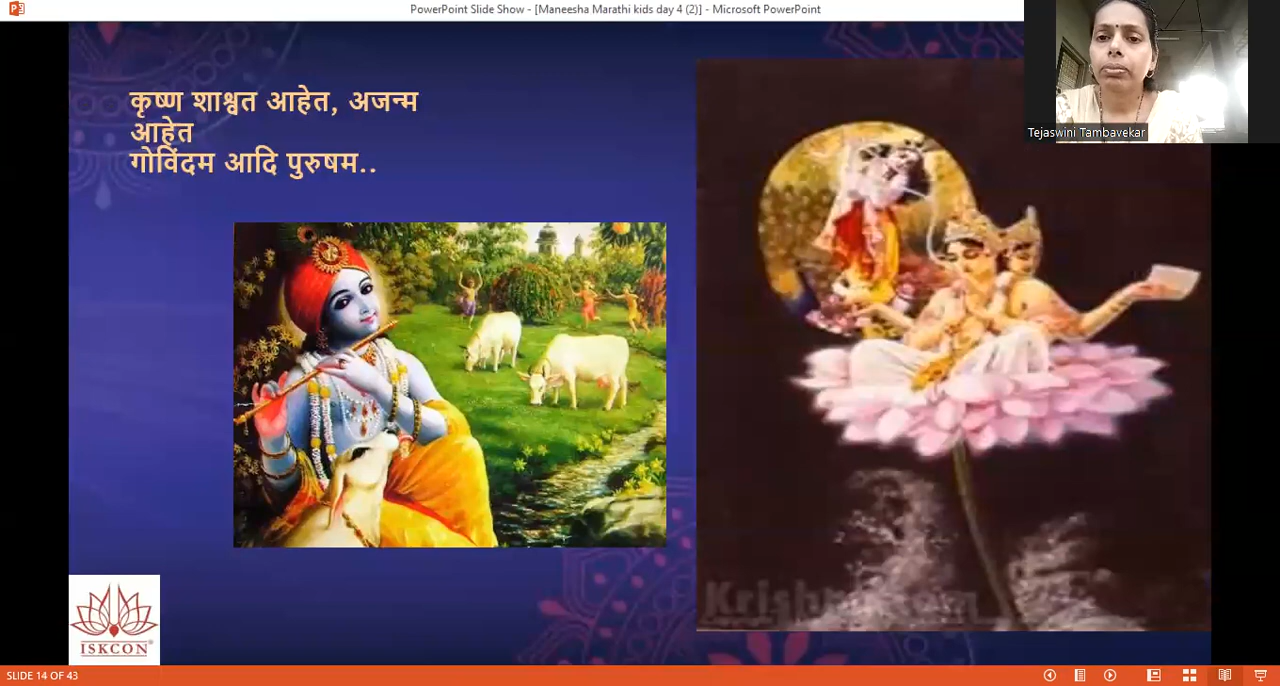 PowerPoint Slide Show - [Maneesha Marathi kids day 4 (2)] - Microsoft PowerPoint
Tejaswini Tambavekar
कृष्ण शाश्वत आहेत, अजन्म
आहेत
गोविंदम आदि पुरुषम..
ISKCON
SLIDE 14 OF 43